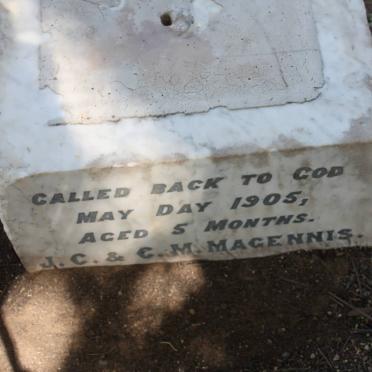 CALLED BACK TO GOD
MAY DAY 1905,
AGED 5 MONTHS.
J. C. & C. M. MAGENNIS.